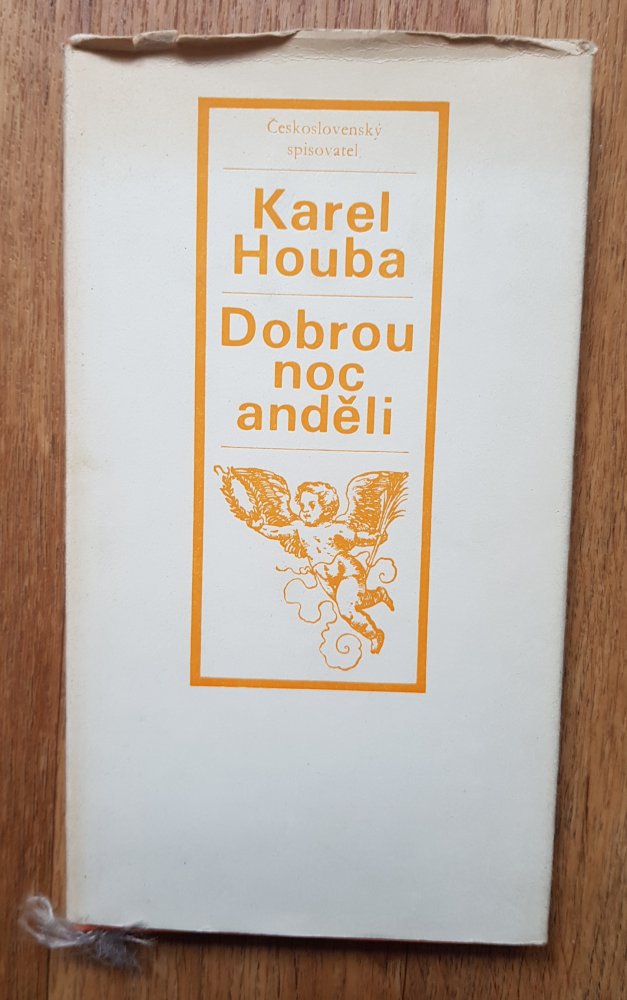 Československý
spisovatel
Karel
Houba
Dobrou
noc
anděli